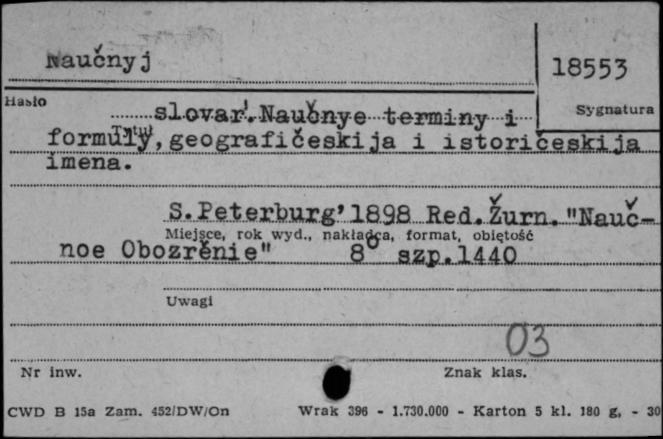 Naučnyj
18553
Hasło
Sygnatura
slovar'. Naučnye terminy i
Tytuł
formuly, geografičeskija i istoričeskija
imena.
S.Peterburg' 1898 Red. Žurn. "Nauč-
Miejsce, rok wyd., nakładca, format, objętość
noe Obozrěnie" 8° szp.1440
Uwagi
03
Nr inw.
Znak klas.
CWD B 15a Zam. 452/DW/On Wrak 396 - 1.730.000 - Karton 5 kl. 180 g, - 30